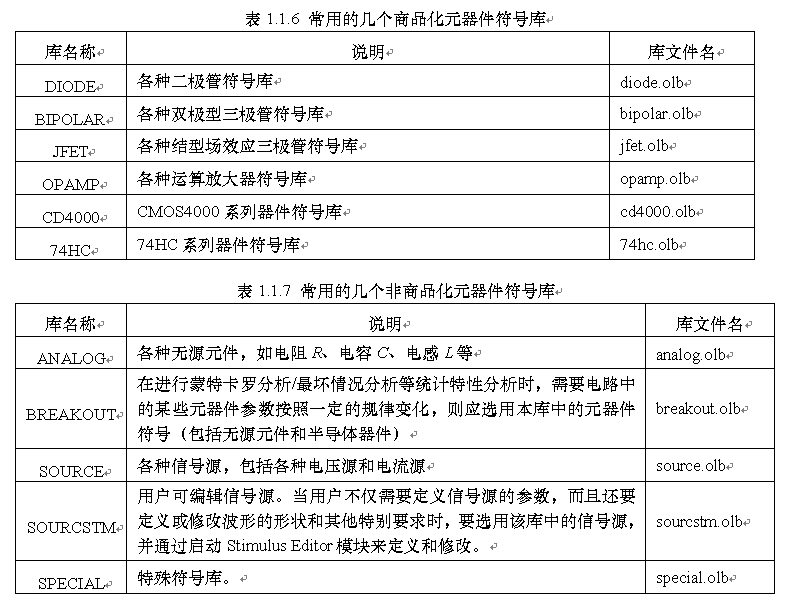 表 1.1.6 常用的几个商品化元器件符号库
库名称 说明 库文件名
DIODE 各种二极管符号库 diode.olb
BIPOLAR 各种双极型三极管符号库 bipolar.olb
JFET 各种结型场效应三极管符号库 jfet.olb
OPAMP 各种运算放大器符号库 opamp.olb
CD4000 CMOS4000 系列器件符号库 cd4000.olb
74HC 74HC 系列器件符号库 74hc.olb
表 1.1.7 常用的几个非商品化元器件符号库
库名称 说明 库文件名
ANALOG 各种无源元件，如电阻 R、电容 C、电感 L 等 analog.olb
在进行蒙特卡罗分析/最坏情况分析等统计特性分析时，需要电路中
BREAKOUT 的某些元器件参数按照一定的规律变化，则应选用本库中的元器件 breakout.olb
符号（包括无源元件和半导体器件）
SOURCE 各种信号源，包括各种电压源和电流源 source.olb
用户可编辑信号源。当用户不仅需要定义信号源的参数，而且还要
SOURCSTM 定义或修改波形的形状和其他特别要求时，要选用该库中的信号源， sourcstm.olb
并通过启动 Stimulus Editor 模块来定义和修改。
SPECIAL 特殊符号库。 special.olb